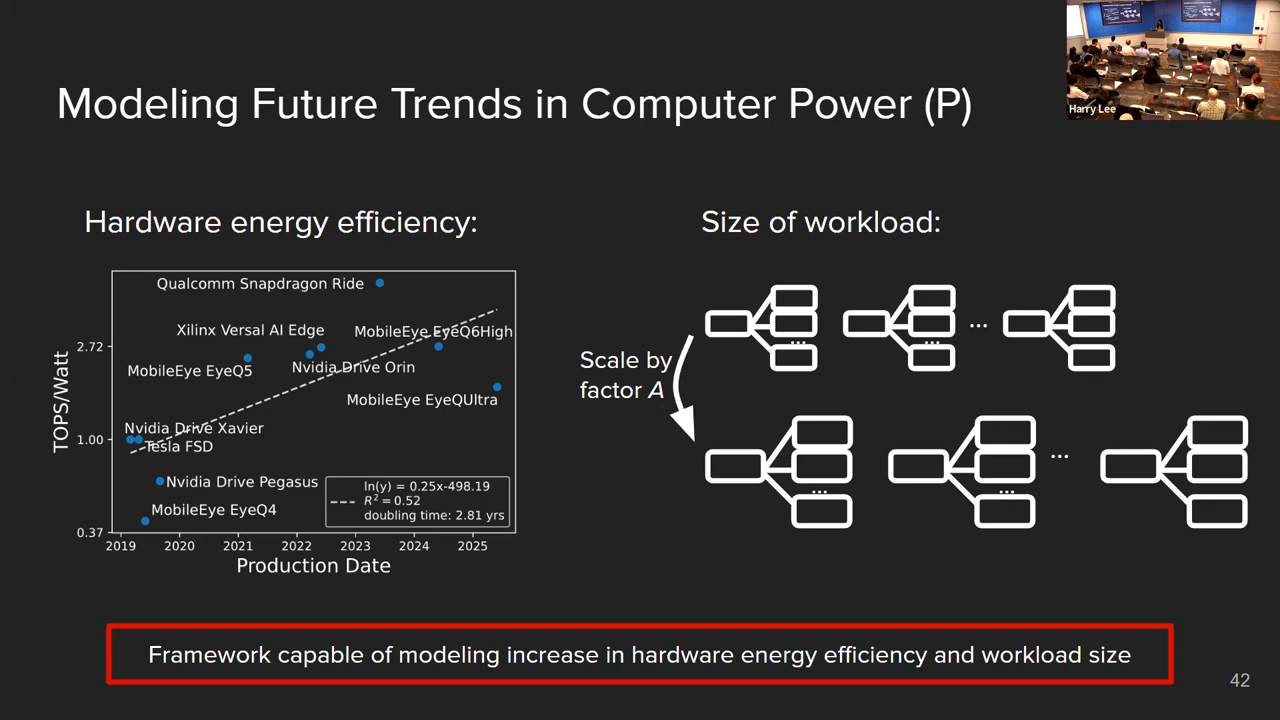 Modeling Future Trends in Computer Power (P)
Harry Lee
Hardware energy efficiency:
TOPS/Watt
2.72
1.00
0.37
Qualcomm Snapdragon Ride
Xilinx Versal AI Edge
MobileEye EyeQ6High
MobileEye EyeQ5
Nvidia Drive Orin
MobileEye EyeQUltra
Nvidia Drive Xavier
Tesla FSD
Nvidia Drive Pegasus
MobileEye EyeQ4
ln(y) = 0.25x-498.19
R² = 0.52
doubling time: 2.81 yrs
2019 2020 2021 2022 2023 2024 2025
Production Date
Size of workload:
...
...
...
Scale by
factor A
...
...
...
Framework capable of modeling increase in hardware energy efficiency and workload size
42